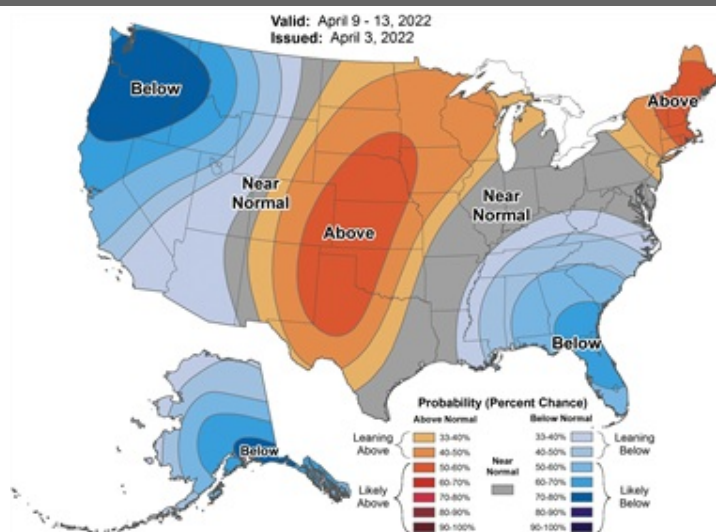 Valid: April 9 - 13, 2022
Issued: April 3, 2022
Below
Above
Near
Normal
Near
Normal
Above
Below
Below
Probability (Percent Chance)
Above Normal
Below Normal
Leaning
Above
33-40%
40-50%
Likely
Above
50-60%
60-70%
70-80%
80-90%
90-100%
Near
Normal
33-40%
40-50%
50-60%
60-70%
70-80%
80-90%
90-100%
Leaning
Below
Likely
Below